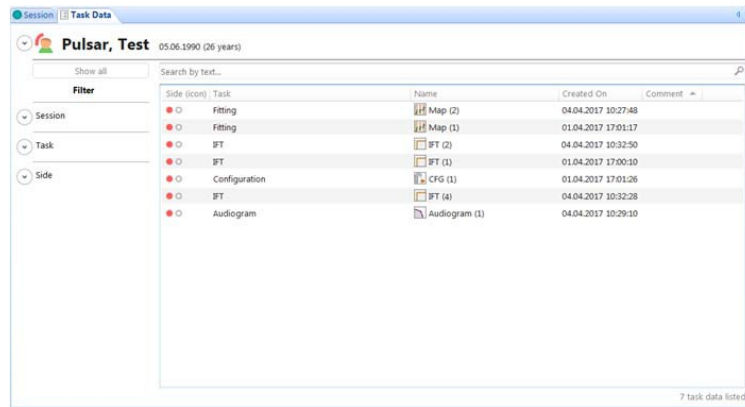 Session Task Data
Pulsar, Test 05.06.1990 (26 years)
Show all Search by text...
Filter
Side (icon) Task Name Created On Comment
Session
Task
Side
Fitting Map (2) 04.04.2017 10:27:48
Fitting Map (1) 01.04.2017 17:01:17
IFT IFT (2) 04.04.2017 10:32:50
IFT IFT (1) 01.04.2017 17:00:10
Configuration CFG (1) 01.04.2017 17:01:26
IFT IFT (4) 04.04.2017 10:32:28
Audiogram Audiogram (1) 04.04.2017 10:29:10
7 task data listed